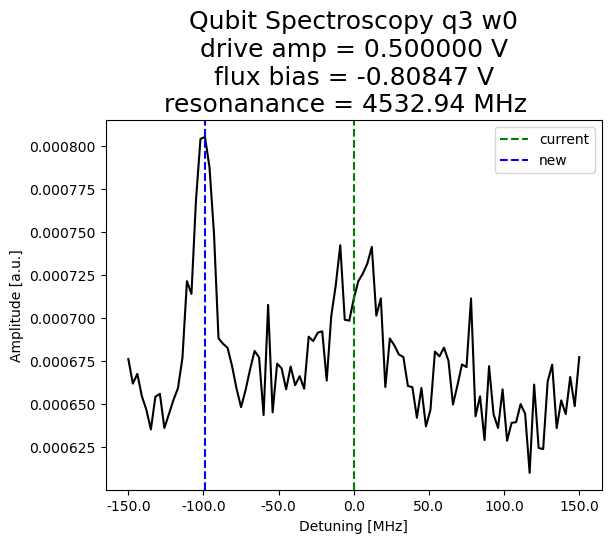 Qubit Spectroscopy q3 w0
drive amp = 0.500000 V
flux bias = -0.80847 V
resonanance = 4532.94 MHz
current
new
0.000800
0.000775
0.000750
0.000725
0.000700
0.000675
0.000650
0.000625
Amplitude [a.u.]
-150.0 -100.0 -50.0 0.0 50.0 100.0 150.0
Detuning [MHz]